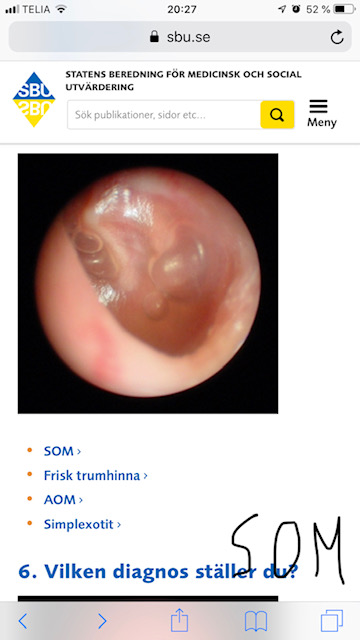 TELIA 20:27 52 %
sbu.se
SBU
SBU
STATENS BEREDNING FÖR MEDICINSK OCH SOCIAL
UTVÄRDERING
Sök publikationer, sidor etc...
Meny
SOM ›
Frisk trumhinna ›
AOM ›
Simplexotit ›
SOM
6. Vilken diagnos ställer du?